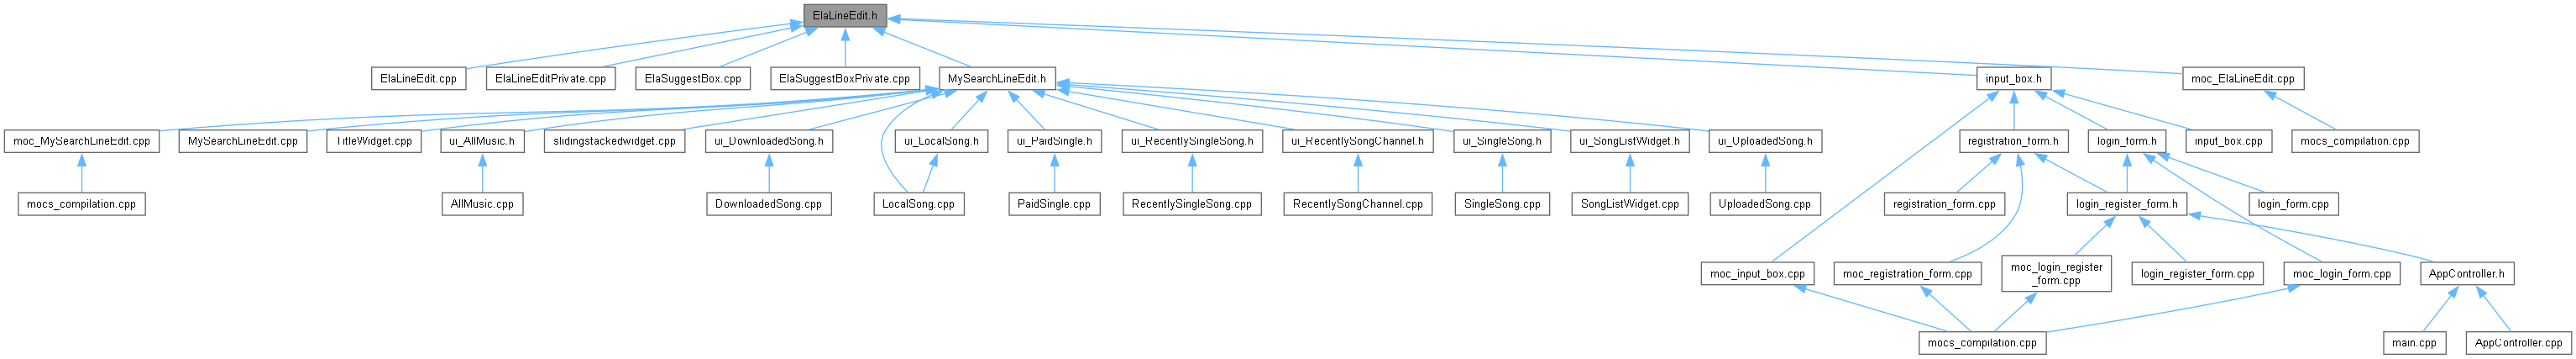 ElaLineEdit.h
ElaLineEdit.cpp
ElaLineEditPrivate.cpp
ElaSuggestBox.cpp
ElaSuggestBoxPrivate.cpp
MySearchLineEdit.h
input_box.h
moc_ElaLineEdit.cpp
moc_MySearchLineEdit.cpp
MySearchLineEdit.cpp
TitleWidget.cpp
ui_AllMusic.h
slidingstackedwidget.cpp
ui_DownloadedSong.h
ui_LocalSong.h
ui_PaidSingle.h
ui_RecentlySingleSong.h
ui_RecentlySongChannel.h
ui_SingleSong.h
ui_SongListWidget.h
ui_UploadedSong.h
registration_form.h
login_form.h
input_box.cpp
mocs_compilation.cpp
mocs_compilation.cpp
AllMusic.cpp
DownloadedSong.cpp
LocalSong.cpp
PaidSingle.cpp
RecentlySingleSong.cpp
RecentlySongChannel.cpp
SingleSong.cpp
SongListWidget.cpp
UploadedSong.cpp
registration_form.cpp
login_register_form.h
login_form.cpp
moc_input_box.cpp
moc_registration_form.cpp
moc_login_register
_form.cpp
login_register_form.cpp
moc_login_form.cpp
AppController.h
mocs_compilation.cpp
main.cpp
AppController.cpp